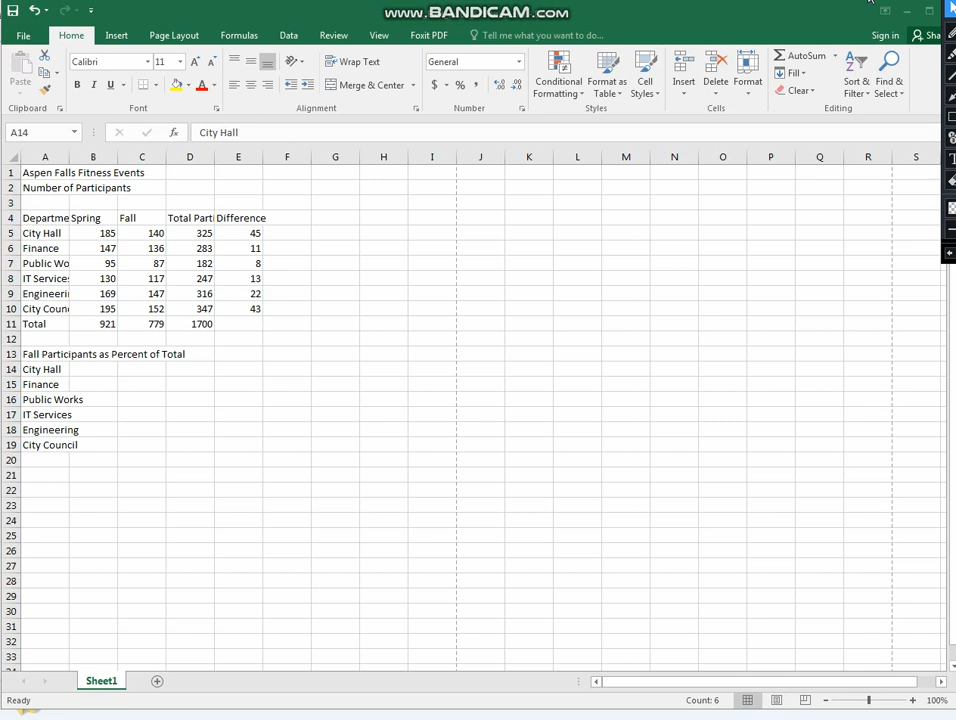 www.BANDICAM.com
File Home Insert Page Layout Formulas Data Review View Foxit PDF Tell me what you want to do... Sign in Sha
Calibri 11 A A Wrap Text General AutoSum
Paste Conditional Format as Cell Insert Delete Format Fill Sort & Find &
B I U A Merge & Center $ % , Formatting Table Styles Clear Filter Select
Clipboard Font Alignment Number Styles Cells Editing
A14 fx City Hall
A B C D E F G H I J K L M N O P Q R S
1 Aspen Falls Fitness Events
2 Number of Participants
3
4 Departme Spring Fall Total Parti Difference
5 City Hall 185 140 325 45
6 Finance 147 136 283 11
7 Public Wo 95 87 182 8
8 IT Services 130 117 247 13
9 Engineeri 169 147 316 22
10 City Counc 195 152 347 43
11 Total 921 779 1700
12
13 Fall Participants as Percent of Total
14 City Hall
15 Finance
16 Public Works
17 IT Services
18 Engineering
19 City Council
20
21
22
23
24
25
26
27
28
29
30
31
32
33
Sheet1
Ready Count: 6 100%